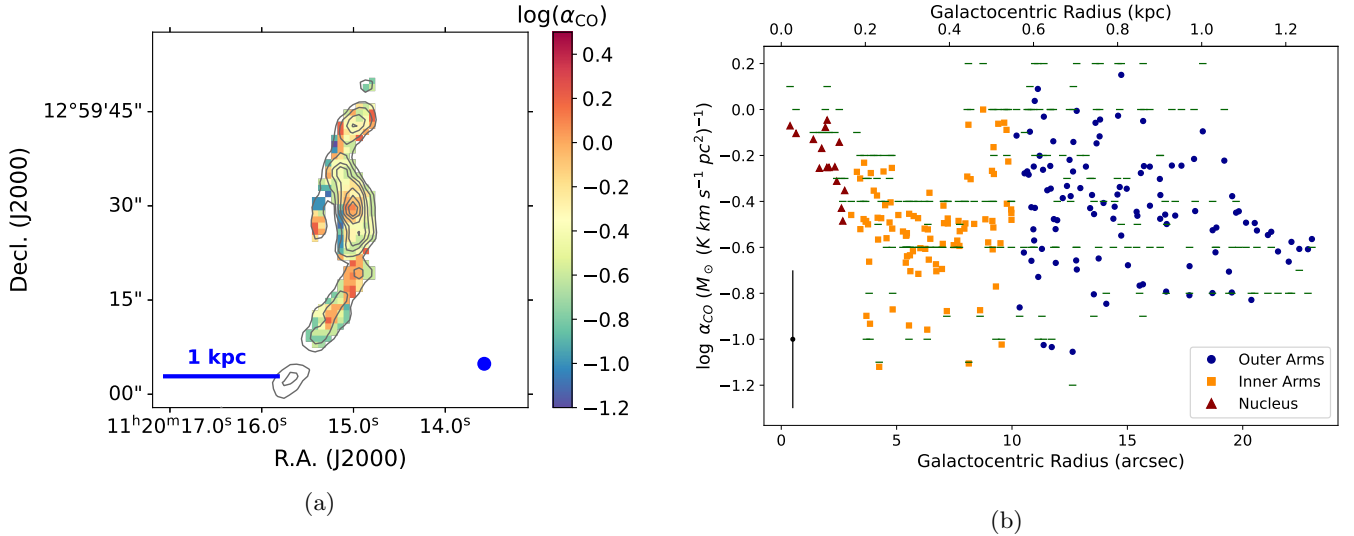 log(α_CO)
0.4
0.2
0.0
−0.2
−0.4
−0.6
−0.8
−1.0
−1.2
12°59'45"
30"
15"
00"
Decl. (J2000)
1 kpc
11ʰ20ᵐ17.0ˢ 16.0ˢ 15.0ˢ 14.0ˢ
R.A. (J2000)
(a)
Galactocentric Radius (kpc)
0.0 0.2 0.4 0.6 0.8 1.0 1.2
0.2
0.0
−0.2
−0.4
−0.6
−0.8
−1.0
−1.2
log α_CO (M_⊙ (K km s⁻¹ pc²)⁻¹)
Outer Arms
Inner Arms
Nucleus
0 5 10 15 20
Galactocentric Radius (arcsec)
(b)